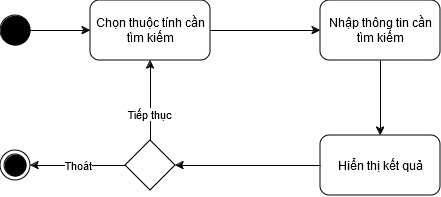 Chọn thuộc tính cần
tìm kiếm
Nhập thông tin cần
tìm kiếm
Tiếp thục
Thoát
Hiển thị kết quả